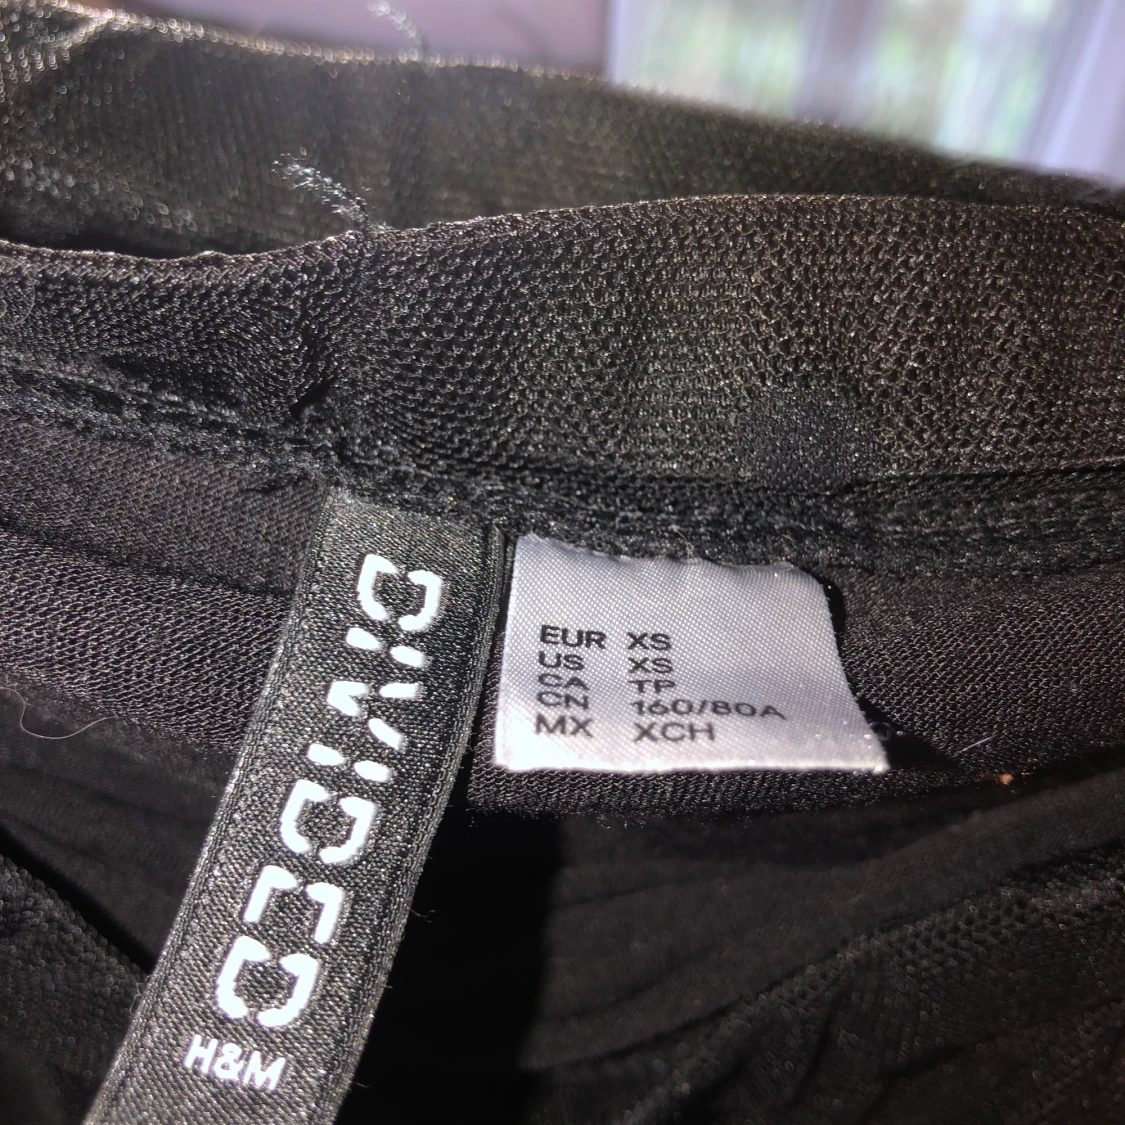 DIVIDED
H&M
EUR XS
US XS
CA TP
CN 160/80A
MX XCH